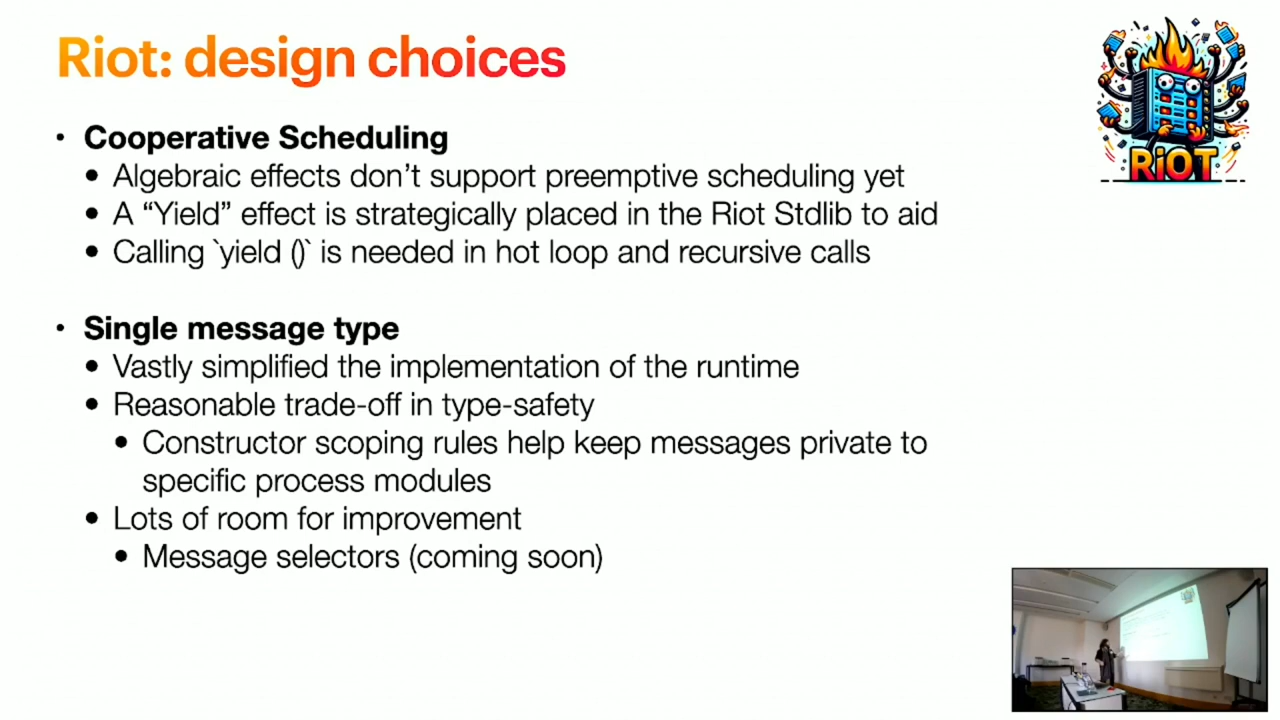 Riot: design choices
RiOT
• Cooperative Scheduling
• Algebraic effects don’t support preemptive scheduling yet
• A “Yield” effect is strategically placed in the Riot Stdlib to aid
• Calling `yield ()` is needed in hot loop and recursive calls
• Single message type
• Vastly simplified the implementation of the runtime
• Reasonable trade-off in type-safety
• Constructor scoping rules help keep messages private to
specific process modules
• Lots of room for improvement
• Message selectors (coming soon)